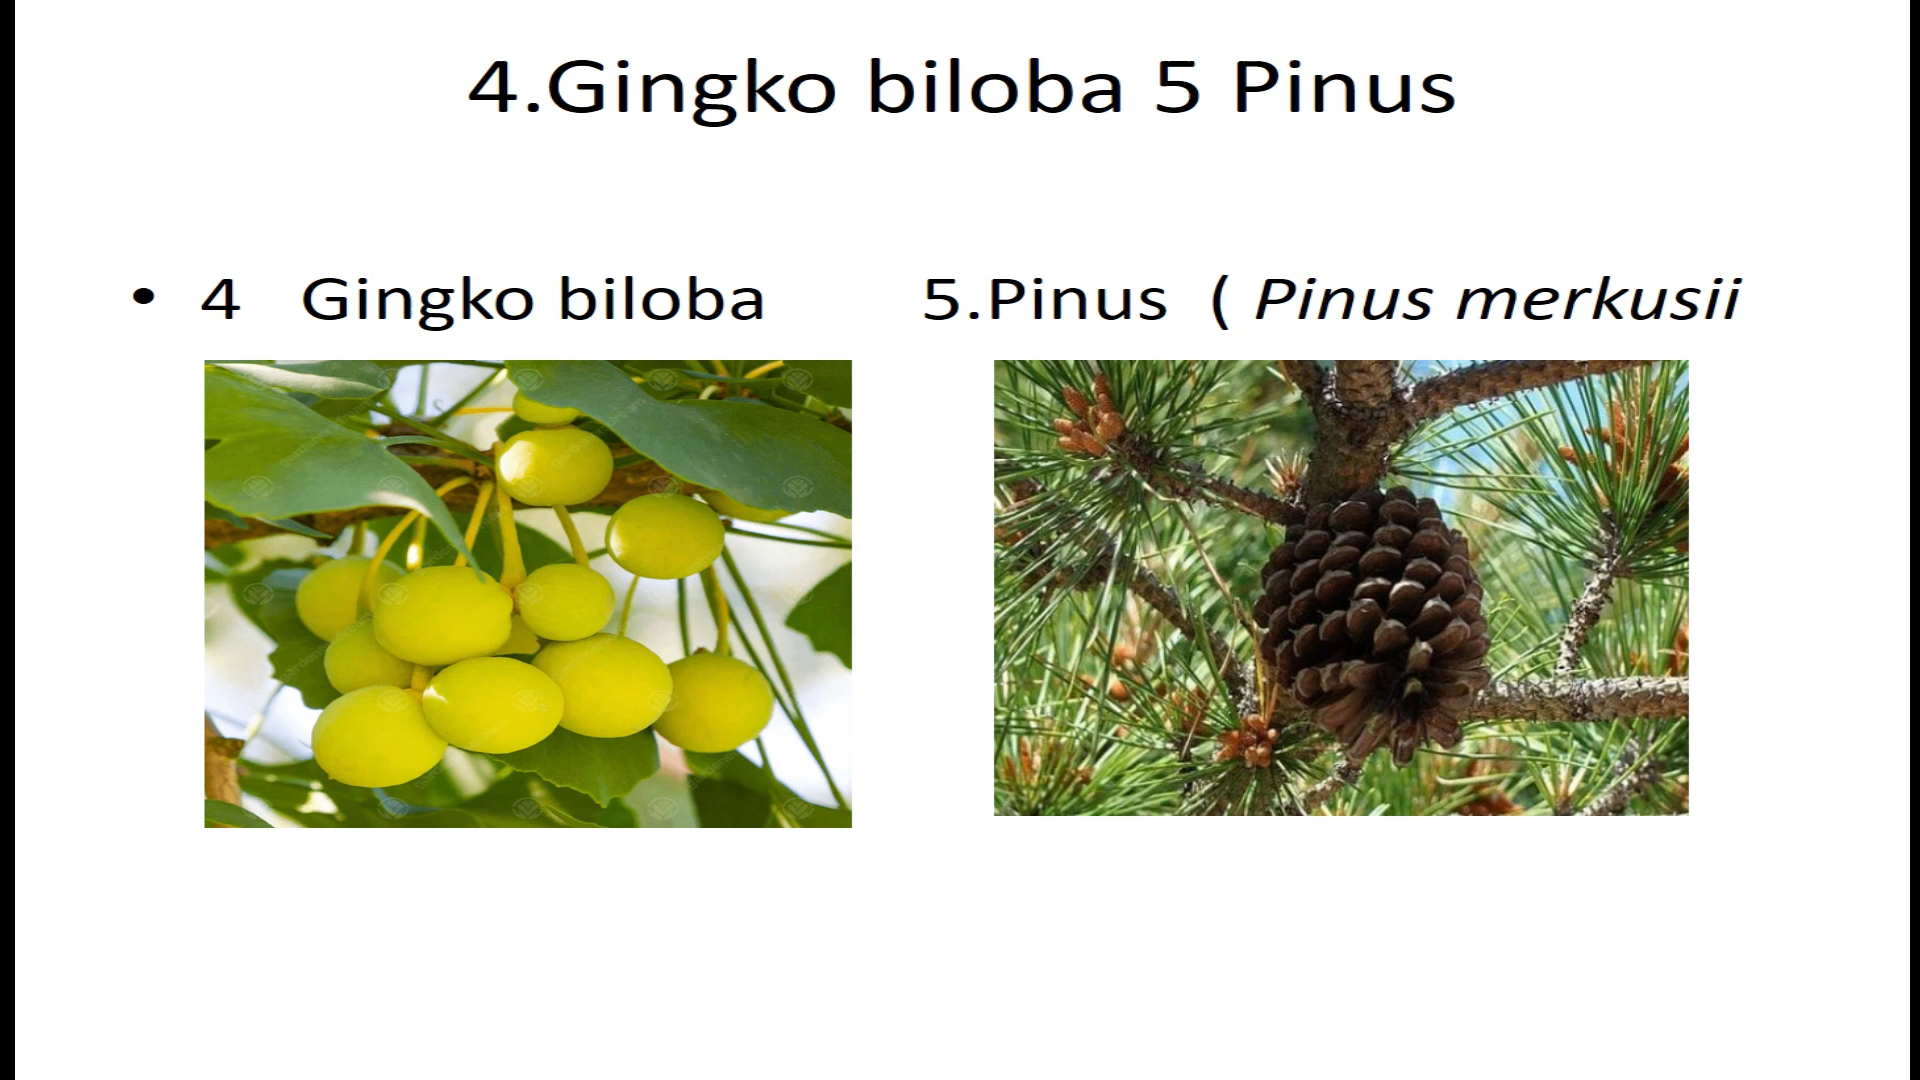 4.Gingko biloba 5 Pinus
• 4 Gingko biloba 5.Pinus ( Pinus merkusii